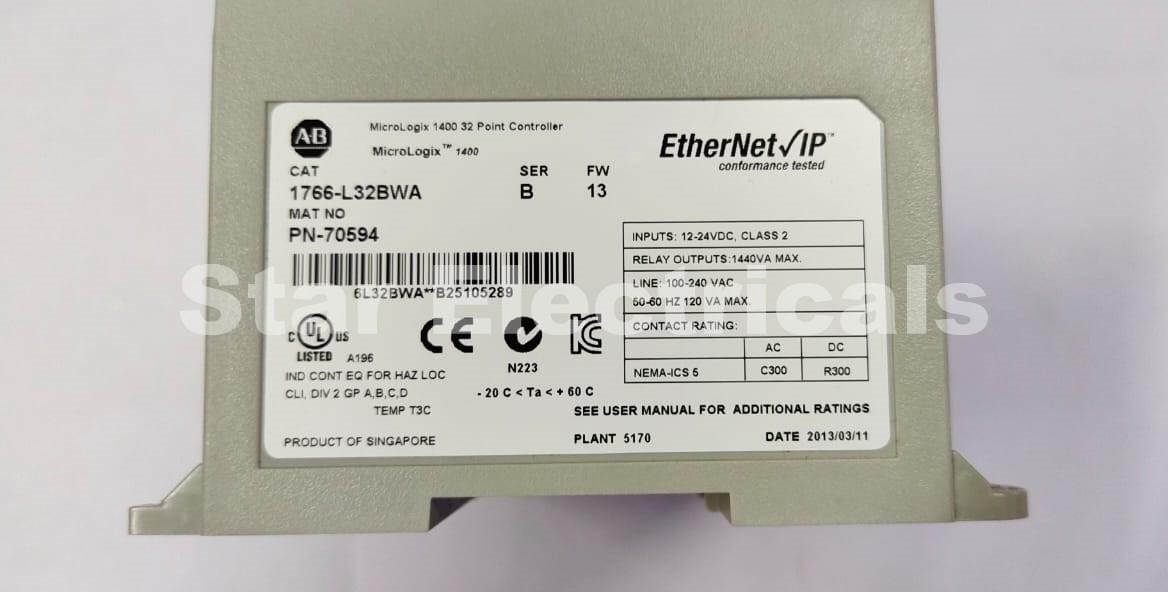 AB
MicroLogix 1400 32 Point Controller
MicroLogix™ 1400
EtherNet/IP™
conformance tested
CAT
SER
FW
1766-L32BWA
B
13
MAT NO
PN-70594
6L32BWA**B25105289
INPUTS: 12-24VDC, CLASS 2
RELAY OUTPUTS:1440VA MAX.
LINE: 100-240 VAC
50-60 HZ 120 VA MAX.
CONTACT RATING:
AC
DC
NEMA-ICS 5
C300
R300
Star Electricals
C UL US
LISTED A196
CE
N223
IND CONT EQ FOR HAZ LOC
CLI, DIV 2 GP A,B,C,D
TEMP T3C
- 20 C < Ta < + 60 C
SEE USER MANUAL FOR ADDITIONAL RATINGS
PRODUCT OF SINGAPORE
PLANT 5170
DATE 2013/03/11